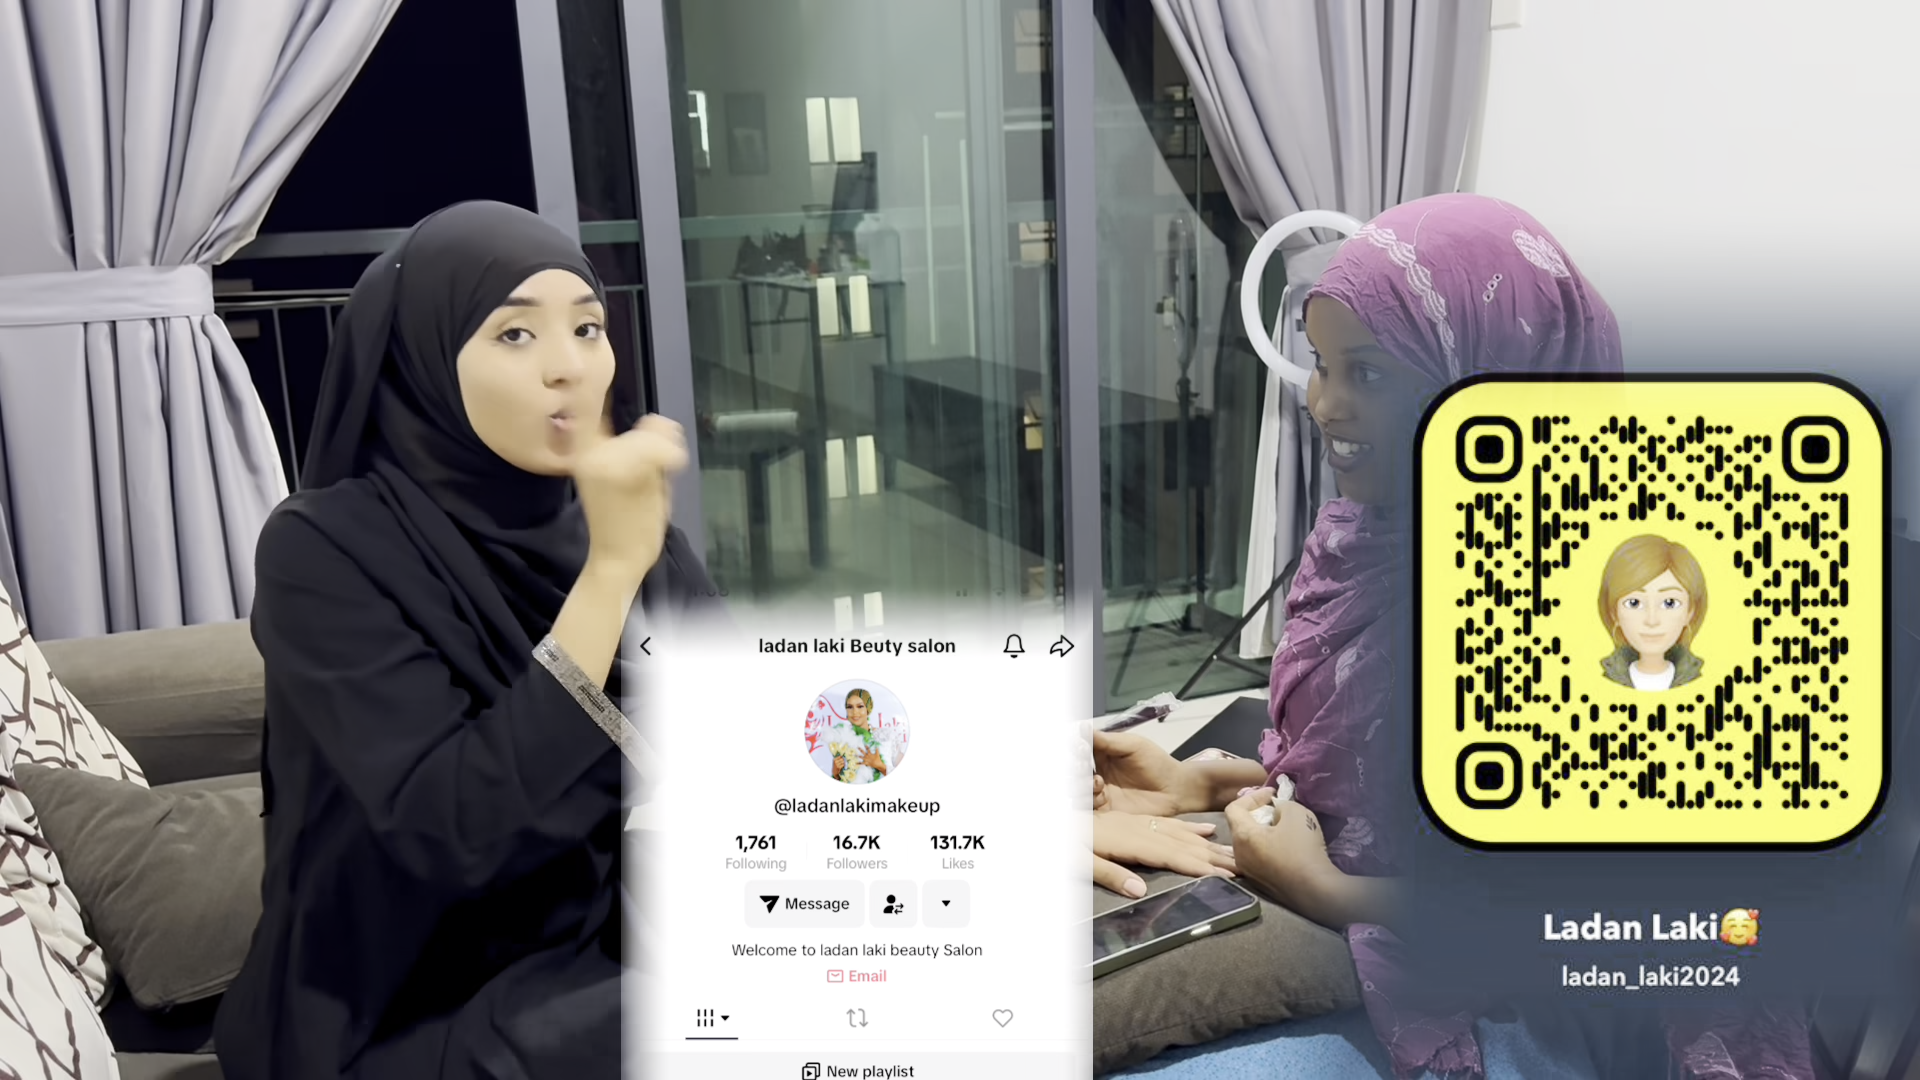 ladan laki Beuty salon
@ladanlakimakeup
1,761 16.7K 131.7K
Following Followers Likes
Message
Welcome to ladan laki beauty Salon
Email
New playlist
Ladan Laki🥰
ladan_laki2024